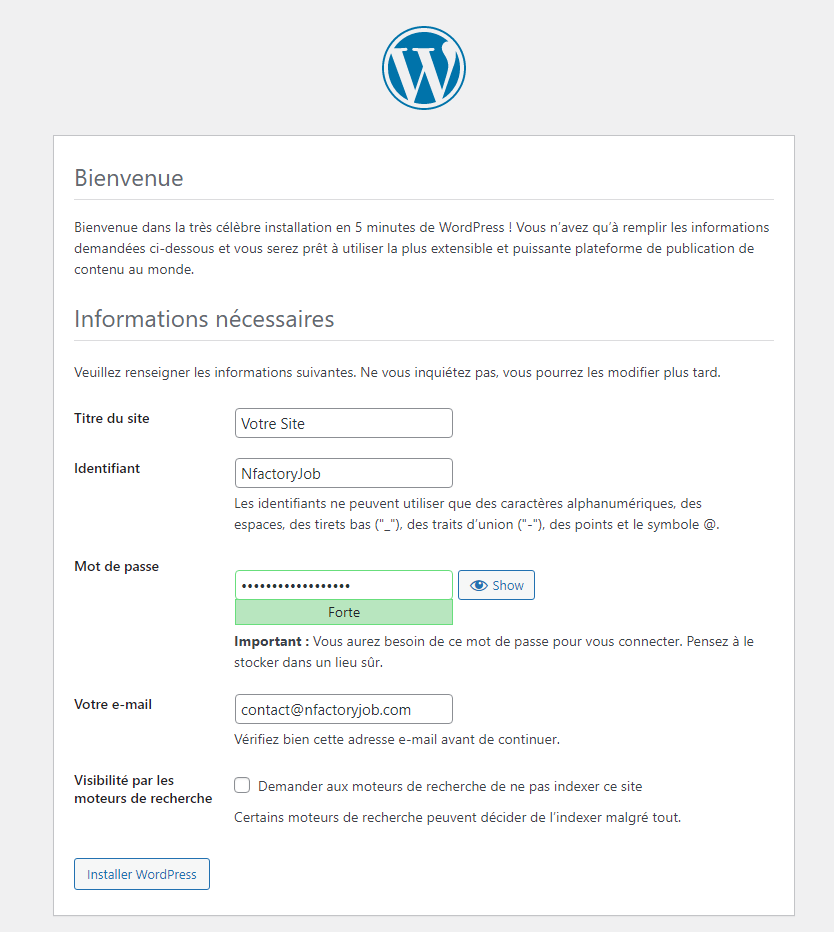 Bienvenue
Bienvenue dans la très célèbre installation en 5 minutes de WordPress ! Vous n’avez qu’à remplir les informations
demandées ci-dessous et vous serez prêt à utiliser la plus extensible et puissante plateforme de publication de
contenu au monde.
Informations nécessaires
Veuillez renseigner les informations suivantes. Ne vous inquiétez pas, vous pourrez les modifier plus tard.
Titre du site
Votre Site
Identifiant
NfactoryJob
Les identifiants ne peuvent utiliser que des caractères alphanumériques, des
espaces, des tirets bas ("_"), des traits d’union ("-"), des points et le symbole @.
Mot de passe
••••••••••••••••••
Show
Forte
Important : Vous aurez besoin de ce mot de passe pour vous connecter. Pensez à le
stocker dans un lieu sûr.
Votre e-mail
contact@nfactoryjob.com
Vérifiez bien cette adresse e-mail avant de continuer.
Visibilité par les
moteurs de recherche
Demander aux moteurs de recherche de ne pas indexer ce site
Certains moteurs de recherche peuvent décider de l’indexer malgré tout.
Installer WordPress